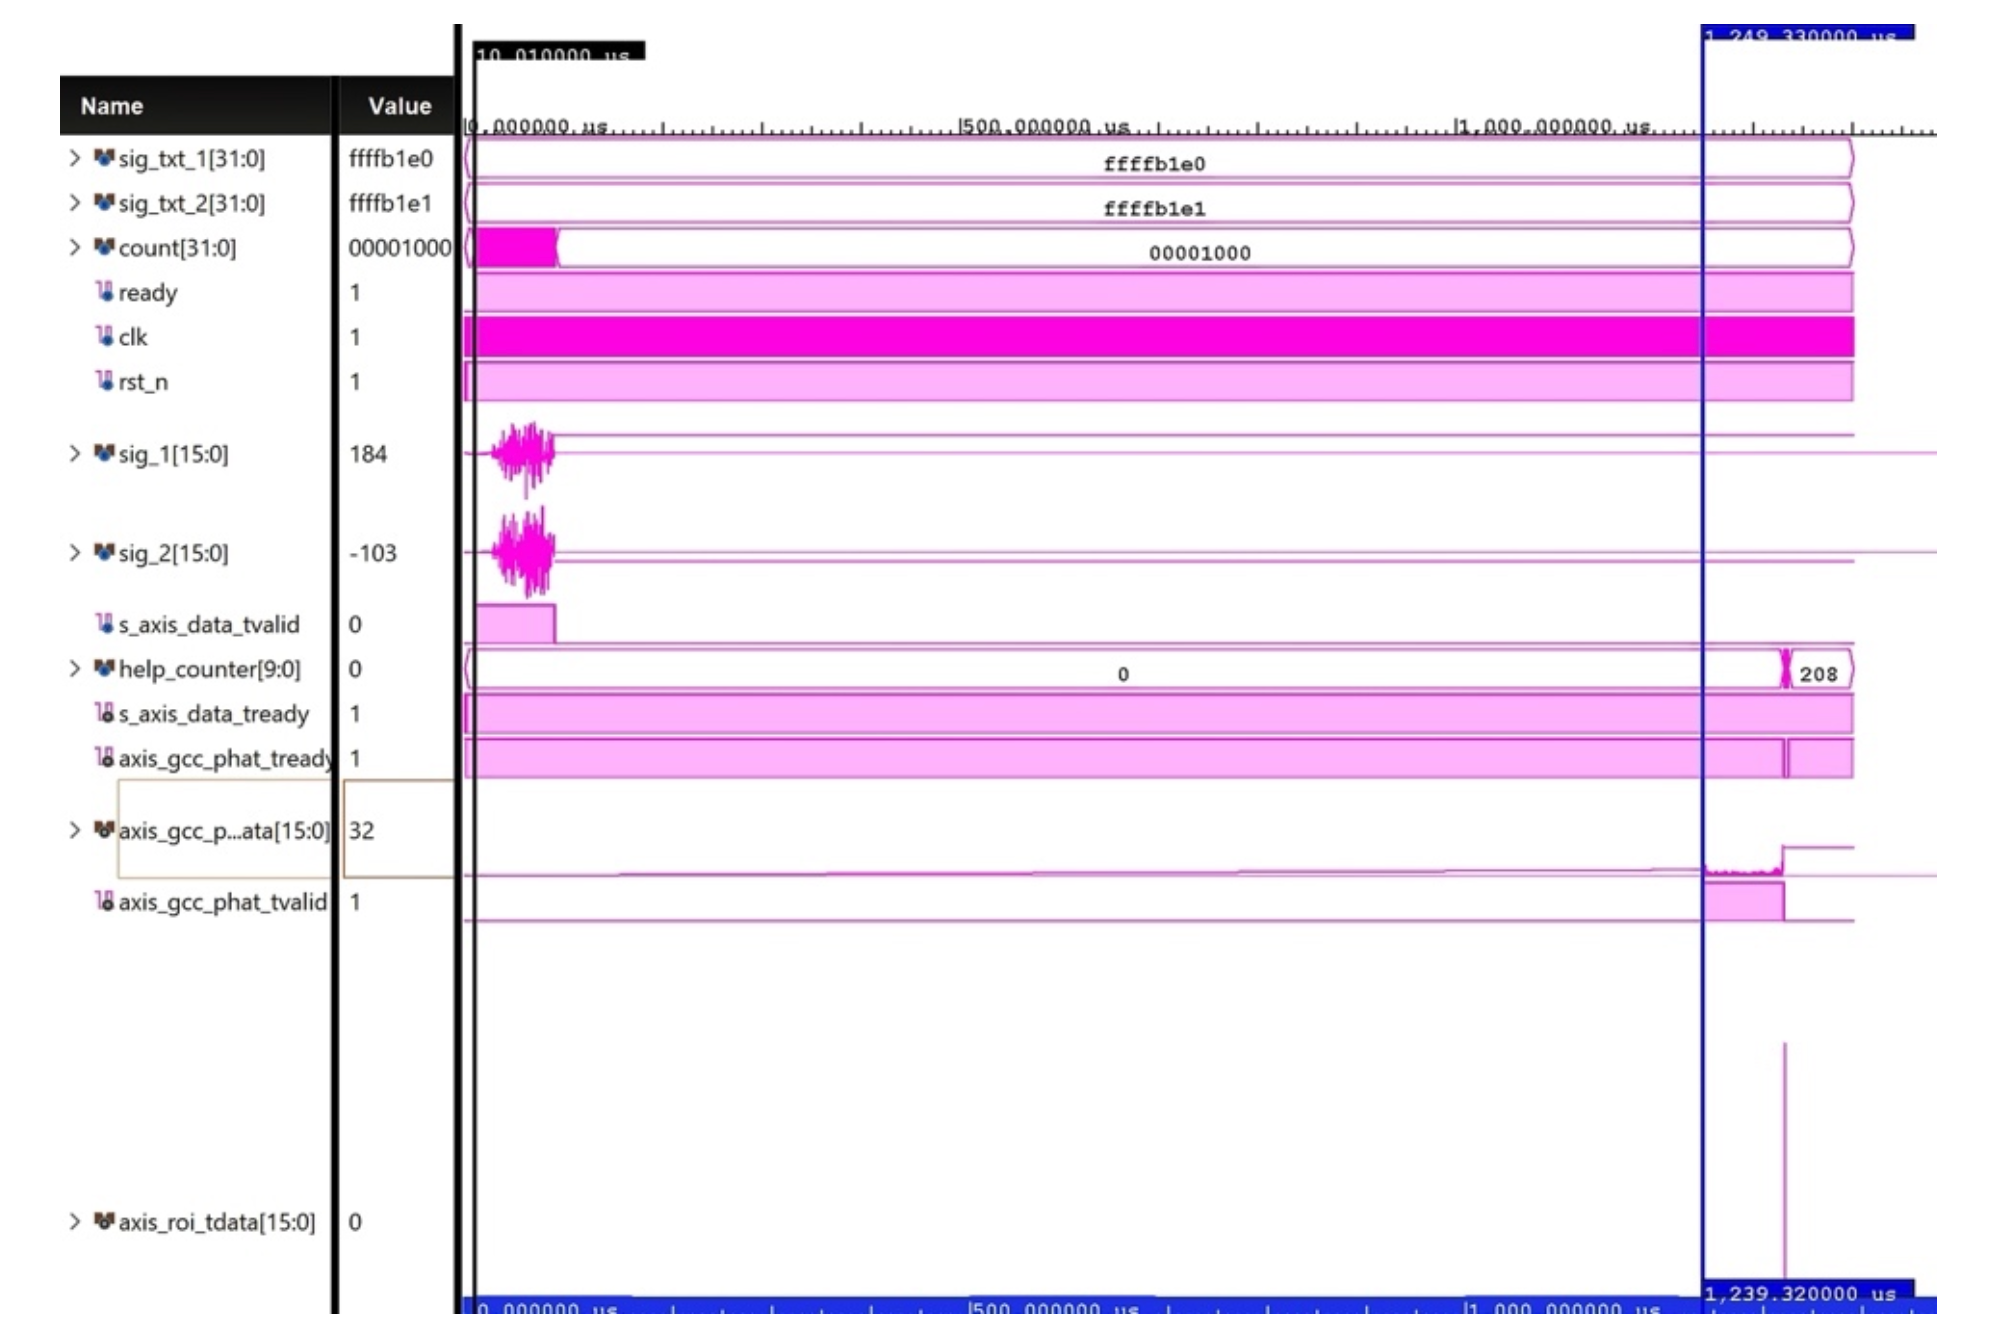 1,249.330000 us
10.010000 us
Name Value
0.000000 us 500.000000 us 1,000.000000 us
sig_txt_1[31:0] ffffb1e0 ffffb1e0
sig_txt_2[31:0] ffffb1e1 ffffb1e1
count[31:0] 00001000 00001000
ready 1
clk 1
rst_n 1
sig_1[15:0] 184
sig_2[15:0] -103
s_axis_data_tvalid 0
help_counter[9:0] 0 0 208
s_axis_data_tready 1
axis_gcc_phat_tready 1
axis_gcc_p...ata[15:0] 32
axis_gcc_phat_tvalid 1
axis_roi_tdata[15:0] 0
1,239.320000 us
0.000000 us 500.000000 us 1,000.000000 us